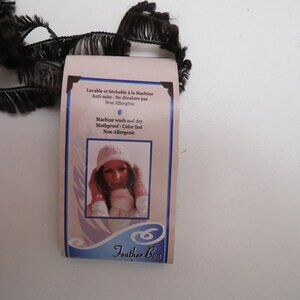 Lavable et Séchable à la Machine
Anti-mite - Ne décolore pas
Non Allergène
Machine wash and dry
Mothproof - Color fast
Non-Allergenic
Feather Boa